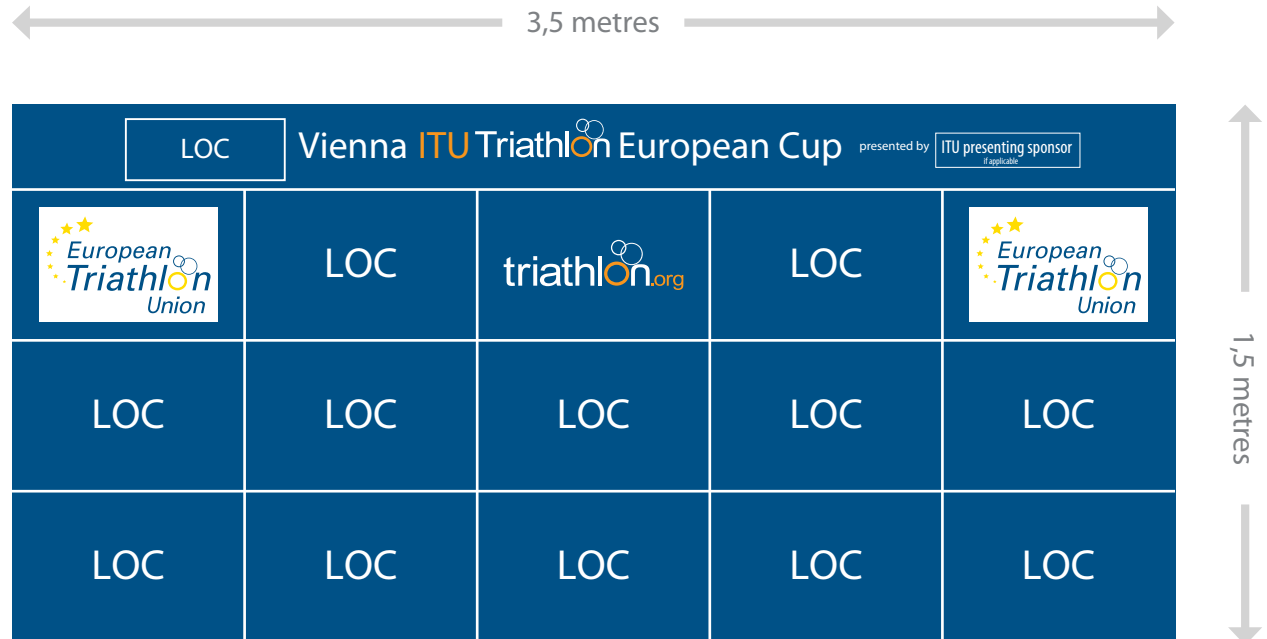 3,5 metres
LOC Vienna ITU Triathlon European Cup presented by ITU presenting sponsor
if applicable
European
Triathlon
Union
LOC
triathlon.org
LOC
European
Triathlon
Union
LOC LOC LOC LOC LOC
LOC LOC LOC LOC LOC
1,5 metres